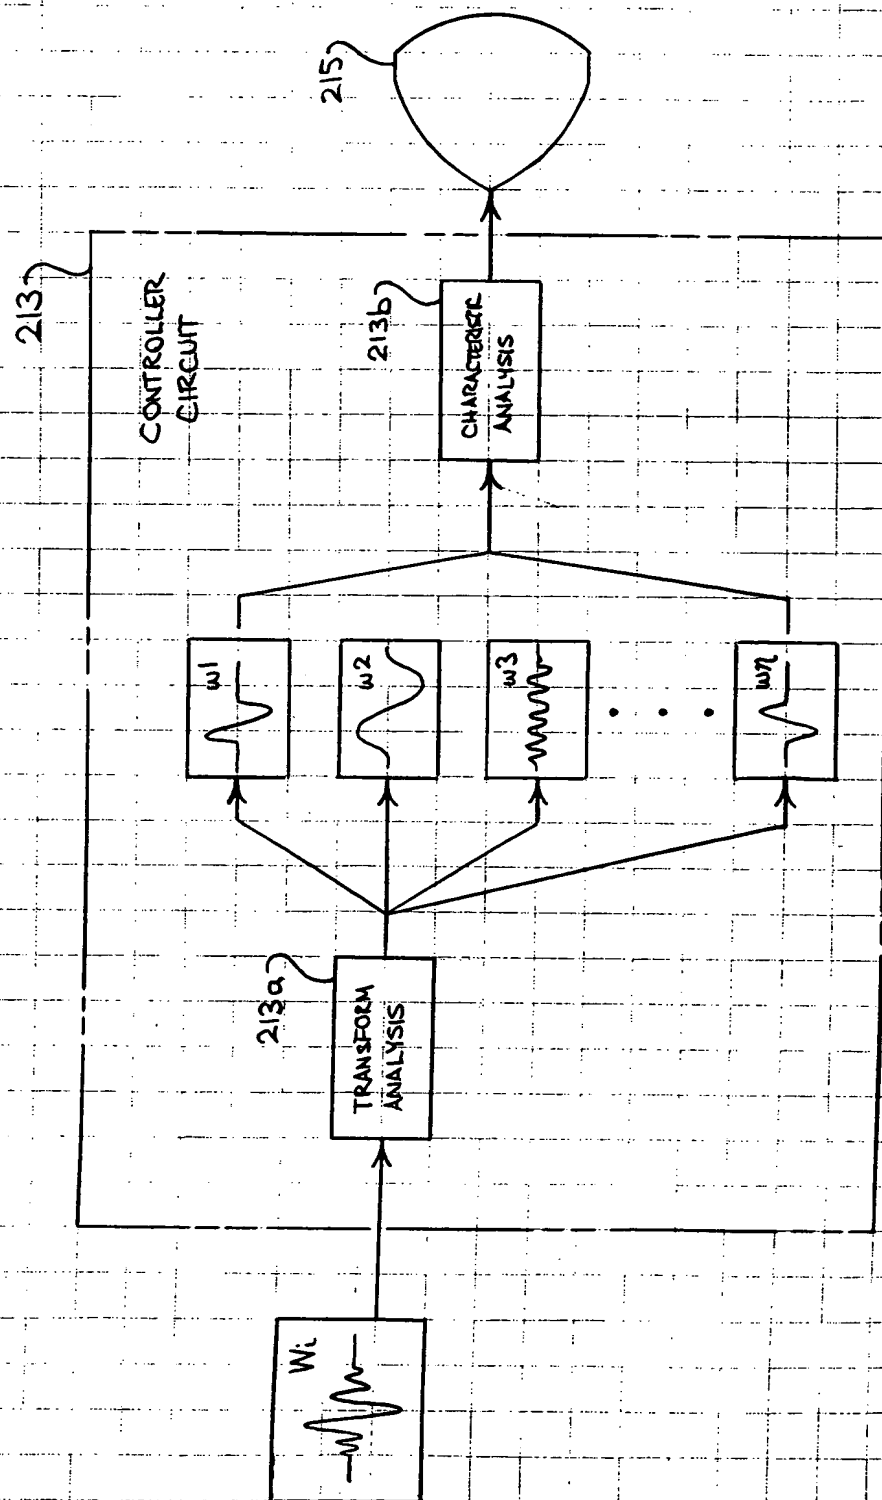 213
CONTROLLER
CIRCUIT
Wi
213a
TRANSFORM
ANALYSIS
w1
w2
w3
wn
213b
CHARACTERISTIC
ANALYSIS
215